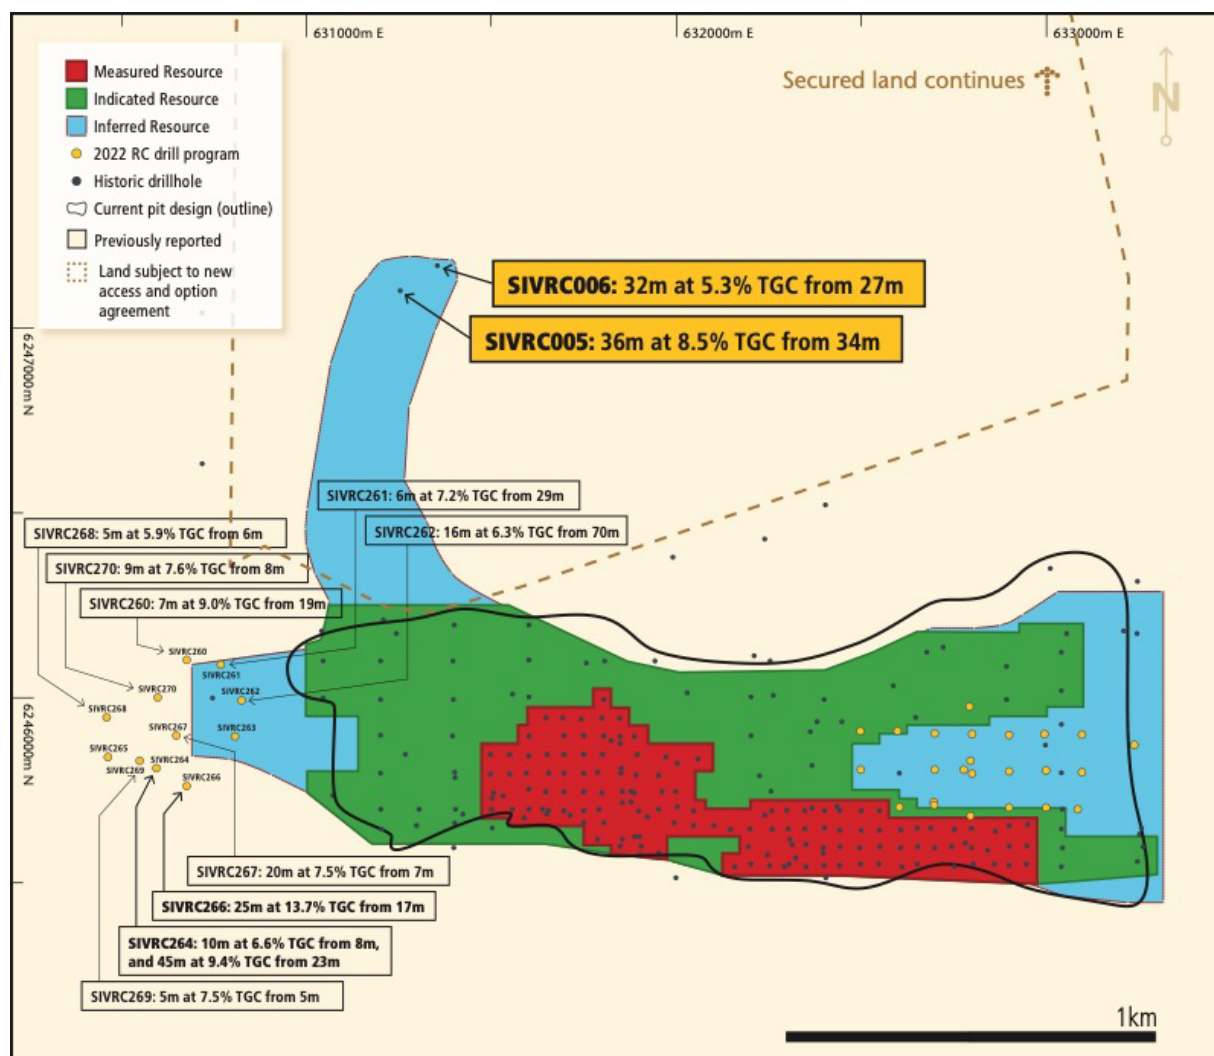 631000m E
632000m E
633000m E
Measured Resource
Indicated Resource
Inferred Resource
2022 RC drill program
Historic drillhole
Current pit design (outline)
Previously reported
Land subject to new
access and option
agreement
Secured land continues
N
SIVRC006: 32m at 5.3% TGC from 27m
SIVRC005: 36m at 8.5% TGC from 34m
6247000m N
SIVRC261: 6m at 7.2% TGC from 29m
SIVRC262: 16m at 6.3% TGC from 70m
SIVRC268: 5m at 5.9% TGC from 6m
SIVRC270: 9m at 7.6% TGC from 8m
SIVRC260: 7m at 9.0% TGC from 19m
SIVRC260
SIVRC261
SIVRC270
SIVRC262
SIVRC268
SIVRC267
SIVRC263
6246000m N
SIVRC265
SIVRC264
SIVRC269
SIVRC266
SIVRC267: 20m at 7.5% TGC from 7m
SIVRC266: 25m at 13.7% TGC from 17m
SIVRC264: 10m at 6.6% TGC from 8m,
and 45m at 9.4% TGC from 23m
SIVRC269: 5m at 7.5% TGC from 5m
1km